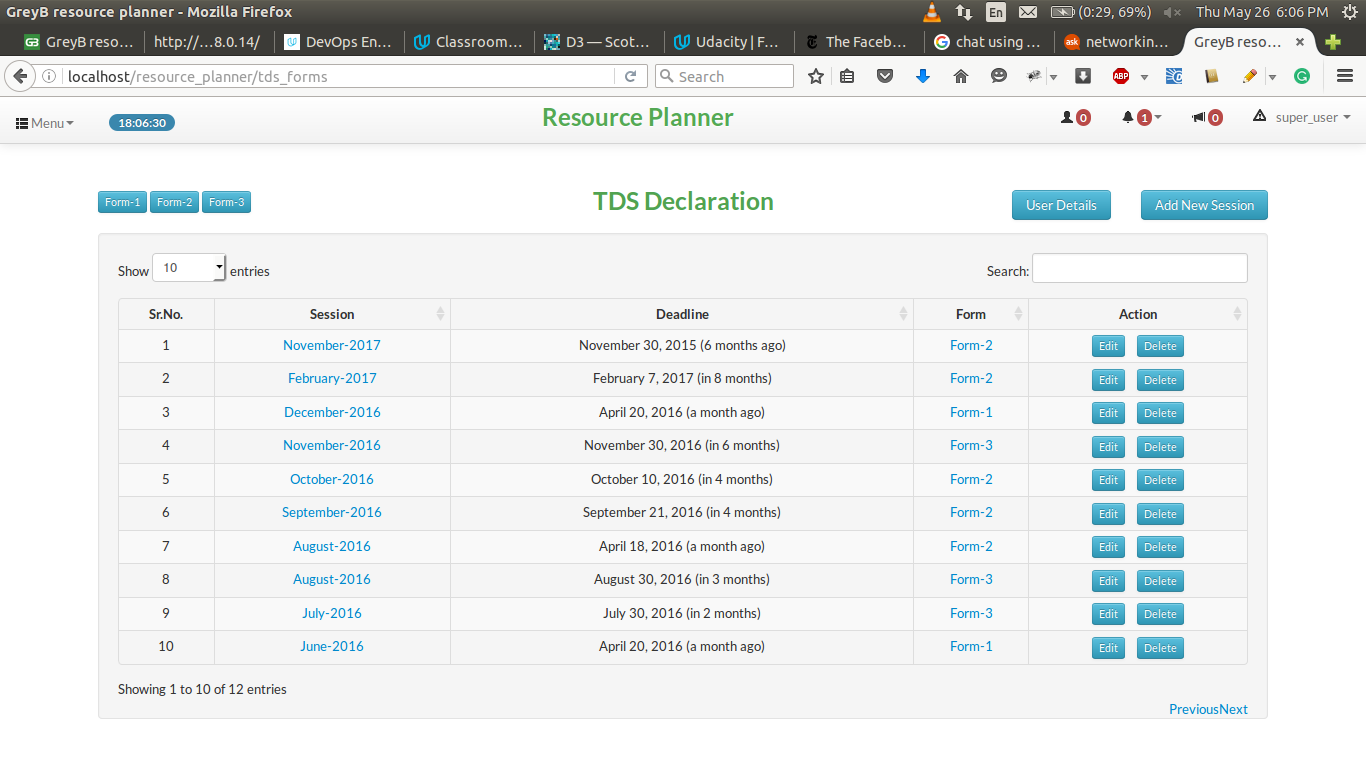 GreyB resource planner - Mozilla Firefox En (0:29, 69%) Thu May 26 6:06 PM
GreyB reso... http://...8.0.14/ DevOps En... Classroom... D3 — Scot... Udacity | F... The Faceb... chat using ... networkin... GreyB reso...
localhost/resource_planner/tds_forms Search ABP
Menu 18:06:30 Resource Planner 0 1 0 super_user
Form-1 Form-2 Form-3 TDS Declaration User Details Add New Session
Show 10 entries Search:
Sr.No. Session Deadline Form Action
1 November-2017 November 30, 2015 (6 months ago) Form-2 Edit Delete
2 February-2017 February 7, 2017 (in 8 months) Form-2 Edit Delete
3 December-2016 April 20, 2016 (a month ago) Form-1 Edit Delete
4 November-2016 November 30, 2016 (in 6 months) Form-3 Edit Delete
5 October-2016 October 10, 2016 (in 4 months) Form-2 Edit Delete
6 September-2016 September 21, 2016 (in 4 months) Form-2 Edit Delete
7 August-2016 April 18, 2016 (a month ago) Form-2 Edit Delete
8 August-2016 August 30, 2016 (in 3 months) Form-3 Edit Delete
9 July-2016 July 30, 2016 (in 2 months) Form-3 Edit Delete
10 June-2016 April 20, 2016 (a month ago) Form-1 Edit Delete
Showing 1 to 10 of 12 entries
PreviousNext